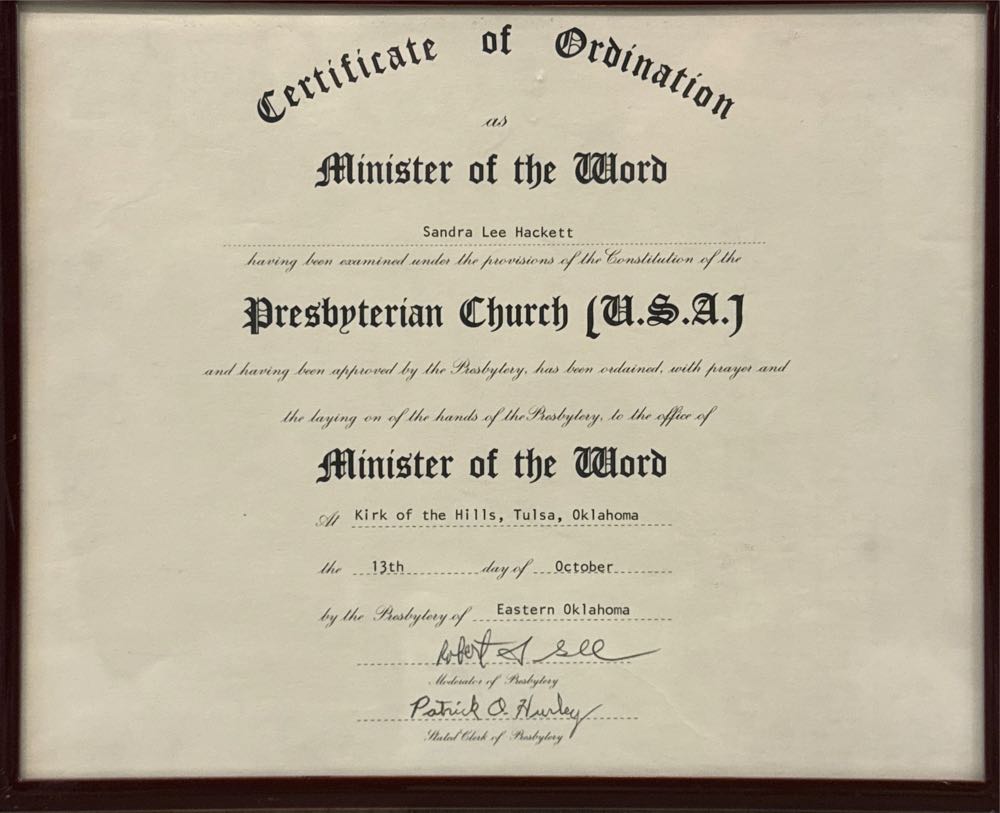 Certificate of Ordination
as
Minister of the Word
Sandra Lee Hackett
having been examined under the provisions of the Constitution of the
Presbyterian Church (U.S.A.)
and having been approved by the Presbytery, has been ordained, with prayer and
the laying on of the hands of the Presbytery, to the office of
Minister of the Word
At Kirk of the Hills, Tulsa, Oklahoma
the 13th day of October
by the Presbytery of Eastern Oklahoma
Robert
Moderator of Presbytery
Patrick O. Hurley
Stated Clerk of Presbytery